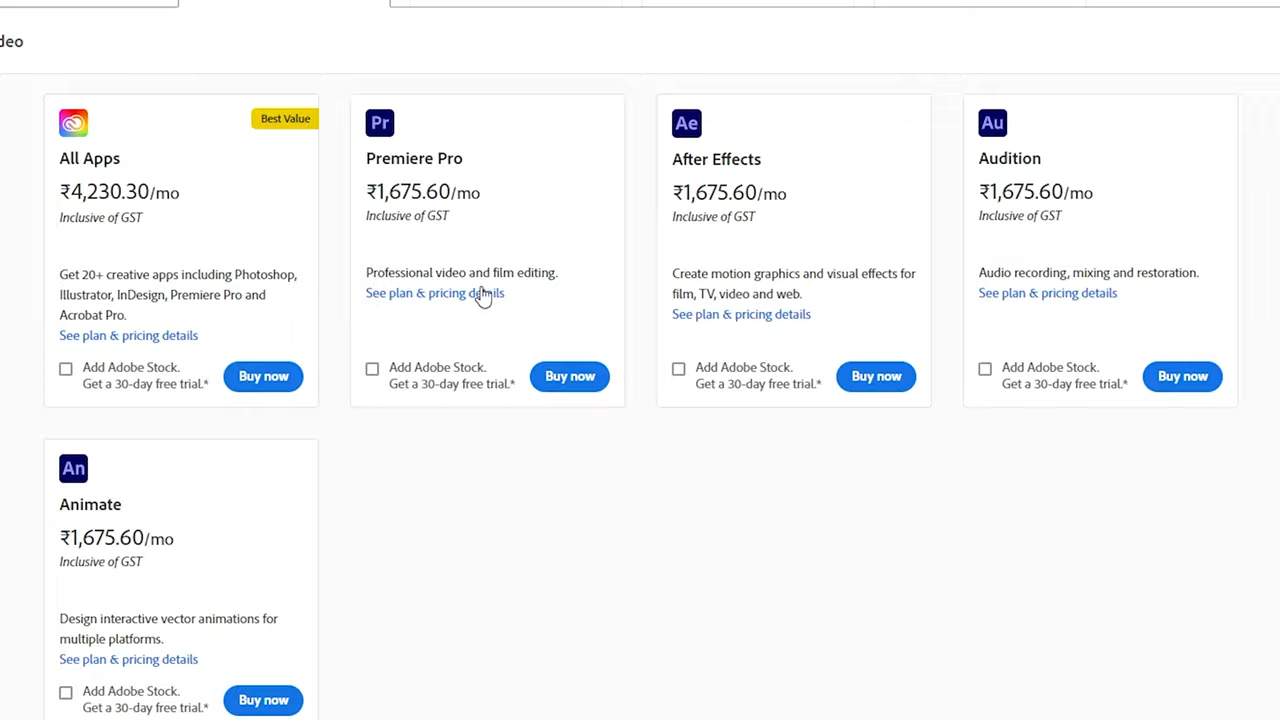 deo
Best Value
All Apps
₹4,230.30/mo
Inclusive of GST
Get 20+ creative apps including Photoshop,
Illustrator, InDesign, Premiere Pro and
Acrobat Pro.
See plan & pricing details
Add Adobe Stock.
Get a 30-day free trial.*
Buy now
Pr
Premiere Pro
₹1,675.60/mo
Inclusive of GST
Professional video and film editing.
See plan & pricing details
Add Adobe Stock.
Get a 30-day free trial.*
Buy now
Ae
After Effects
₹1,675.60/mo
Inclusive of GST
Create motion graphics and visual effects for
film, TV, video and web.
See plan & pricing details
Add Adobe Stock.
Get a 30-day free trial.*
Buy now
Au
Audition
₹1,675.60/mo
Inclusive of GST
Audio recording, mixing and restoration.
See plan & pricing details
Add Adobe Stock.
Get a 30-day free trial.*
Buy now
An
Animate
₹1,675.60/mo
Inclusive of GST
Design interactive vector animations for
multiple platforms.
See plan & pricing details
Add Adobe Stock.
Get a 30-day free trial.*
Buy now